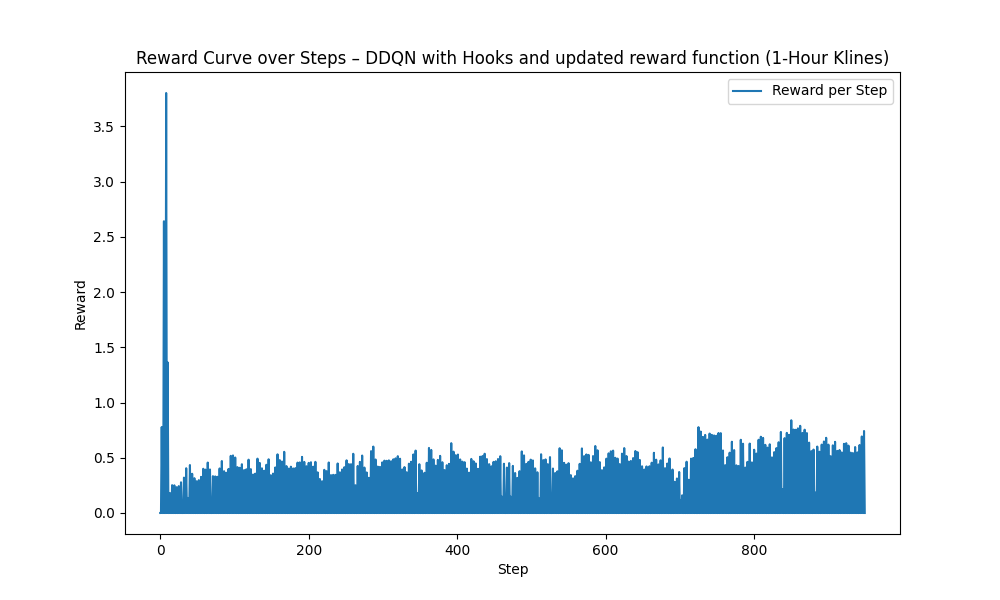 Reward Curve over Steps – DDQN with Hooks and updated reward function (1-Hour Klines)
Reward per Step
3.5
3.0
2.5
2.0
1.5
1.0
0.5
0.0
Reward
0 200 400 600 800
Step